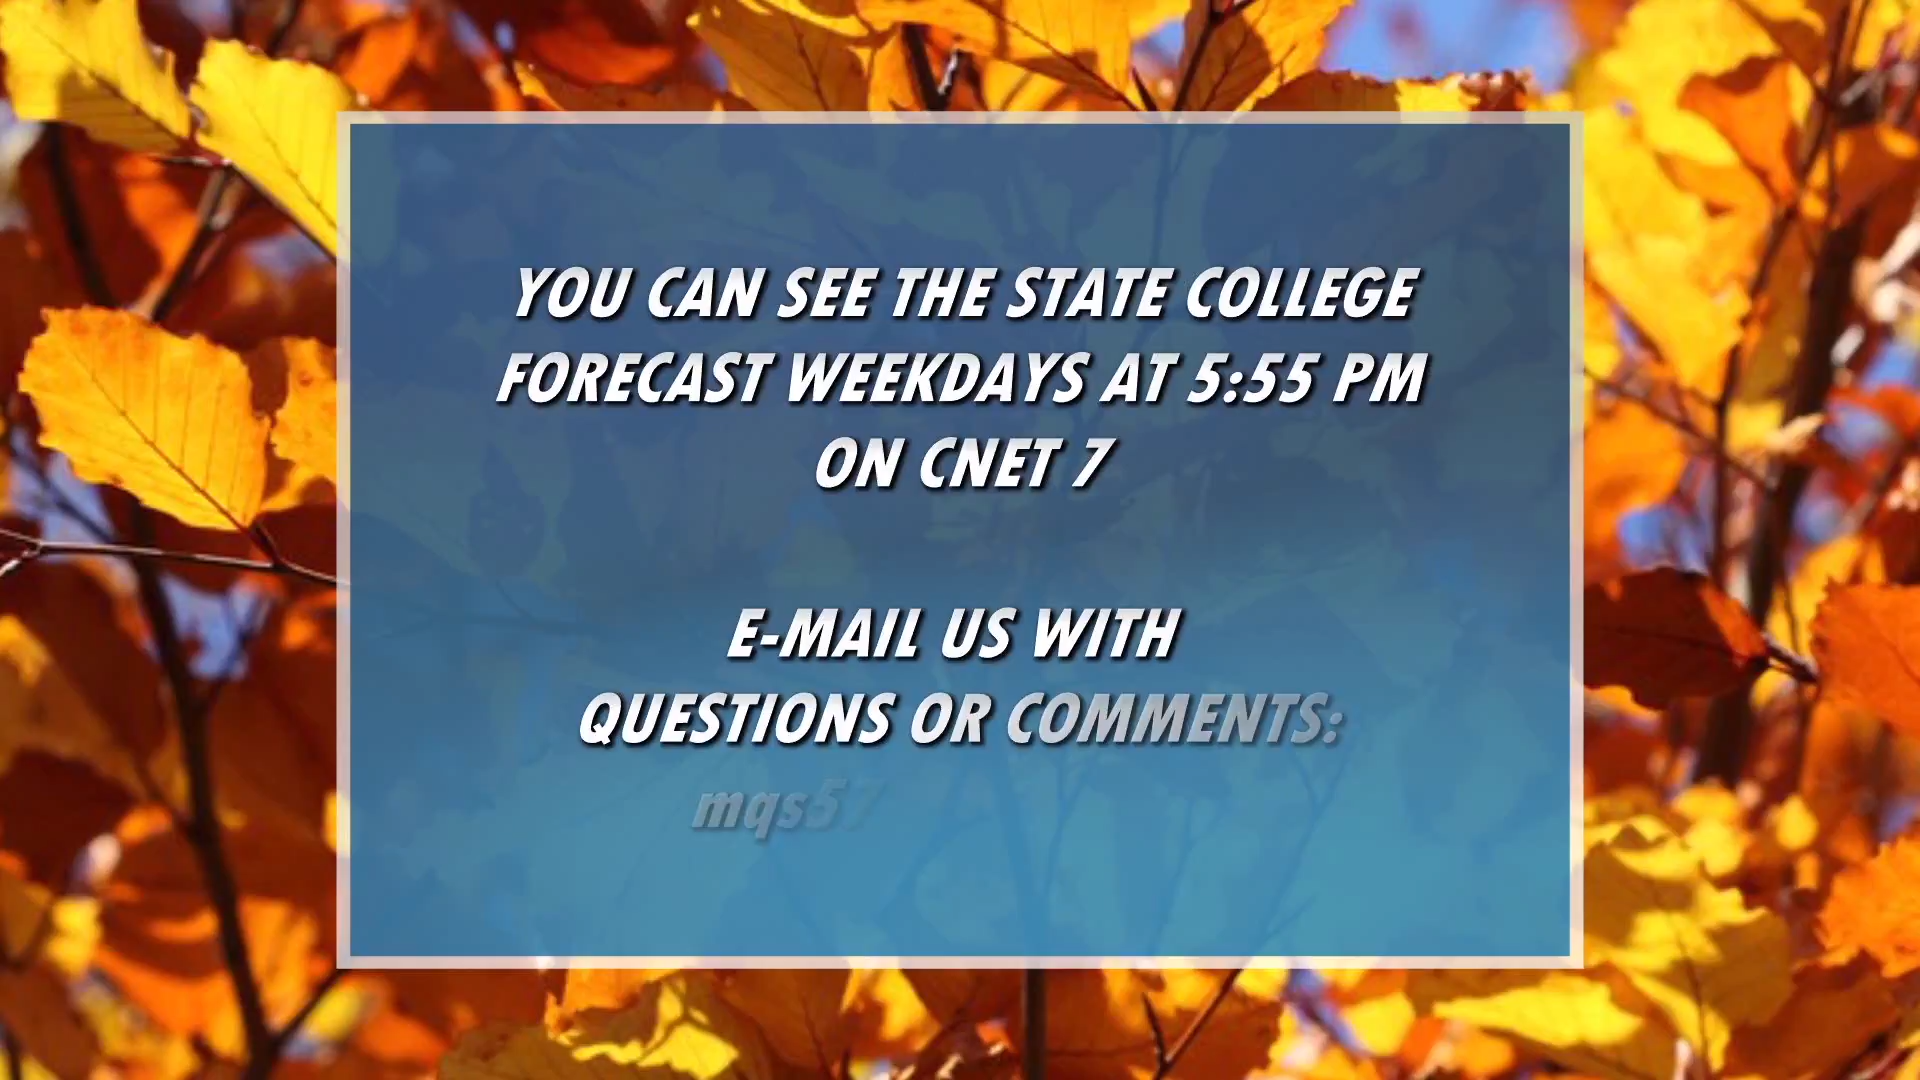 YOU CAN SEE THE STATE COLLEGE
FORECAST WEEKDAYS AT 5:55 PM
ON CNET 7
E-MAIL US WITH
QUESTIONS OR COMMENTS:
mqs57